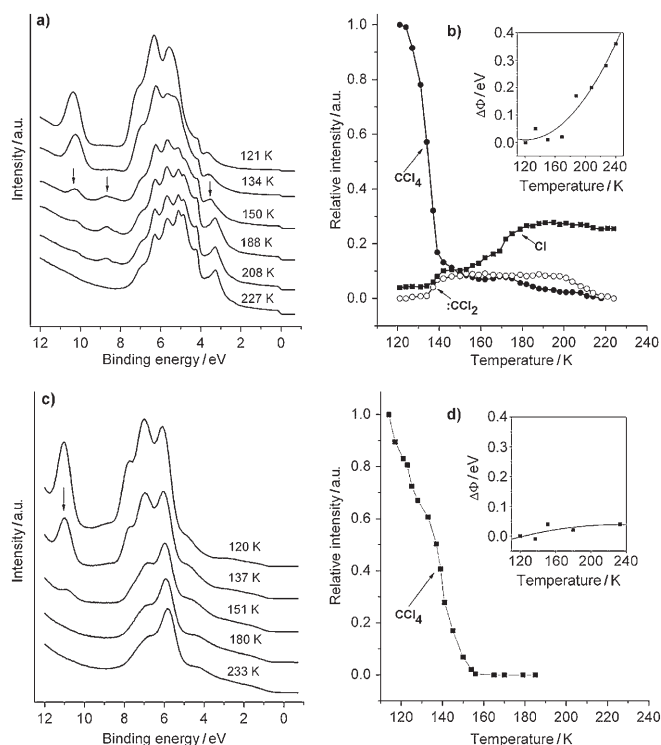 a)
Intensity / a.u.
121 K
134 K
150 K
188 K
208 K
227 K
12 10 8 6 4 2 0
Binding energy / eV
b)
Relative intensity / a.u.
1.0
0.8
0.6
0.4
0.2
0.0
CCl4
Cl
:CCl2
100 120 140 160 180 200 220 240
Temperature / K
ΔΦ / eV
0.4
0.3
0.2
0.1
0.0
120 150 180 210 240
Temperature / K
c)
Intensity / a.u.
120 K
137 K
151 K
180 K
233 K
12 10 8 6 4 2 0
Binding energy / eV
d)
Relative intensity / a.u.
1.0
0.8
0.6
0.4
0.2
0.0
CCl4
120 140 160 180 200 220 240
Temperature / K
ΔΦ / eV
0.4
0.3
0.2
0.1
0.0
120 150 180 210 240
Temperature / K